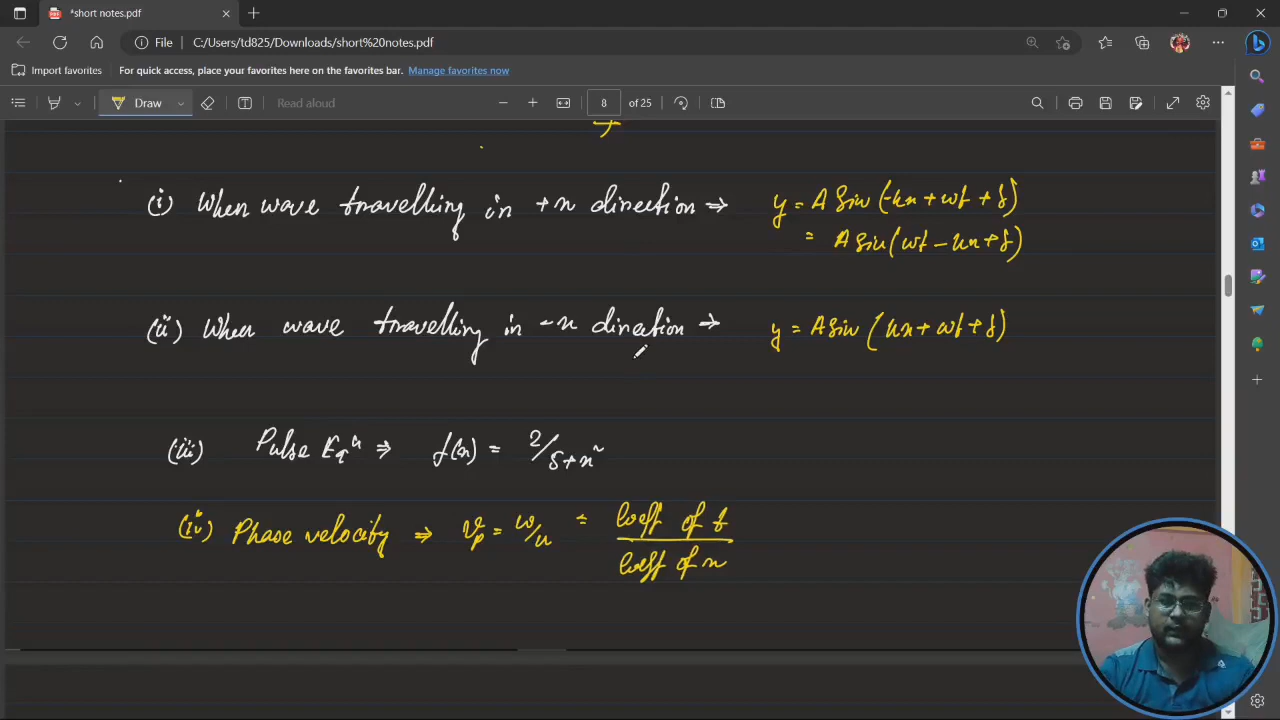 *short notes.pdf
File C:/Users/td825/Downloads/short%20notes.pdf
Import favorites For quick access, place your favorites here on the favorites bar. Manage favorites now
Draw Read aloud 8 of 25
(i) When wave travelling in +x direction ⇒ y = A Sin (-kx + ωt + δ)
= A sin (ωt - kx + δ)
(ii) When wave travelling in -x direction ⇒ y = A sin (kx + ωt + δ)
(iii) Pulse Eqⁿ ⇒ f(x) = 2/5+x²
(iv) Phase velocity ⇒ vp = ω/k = coeff of t
coeff of x